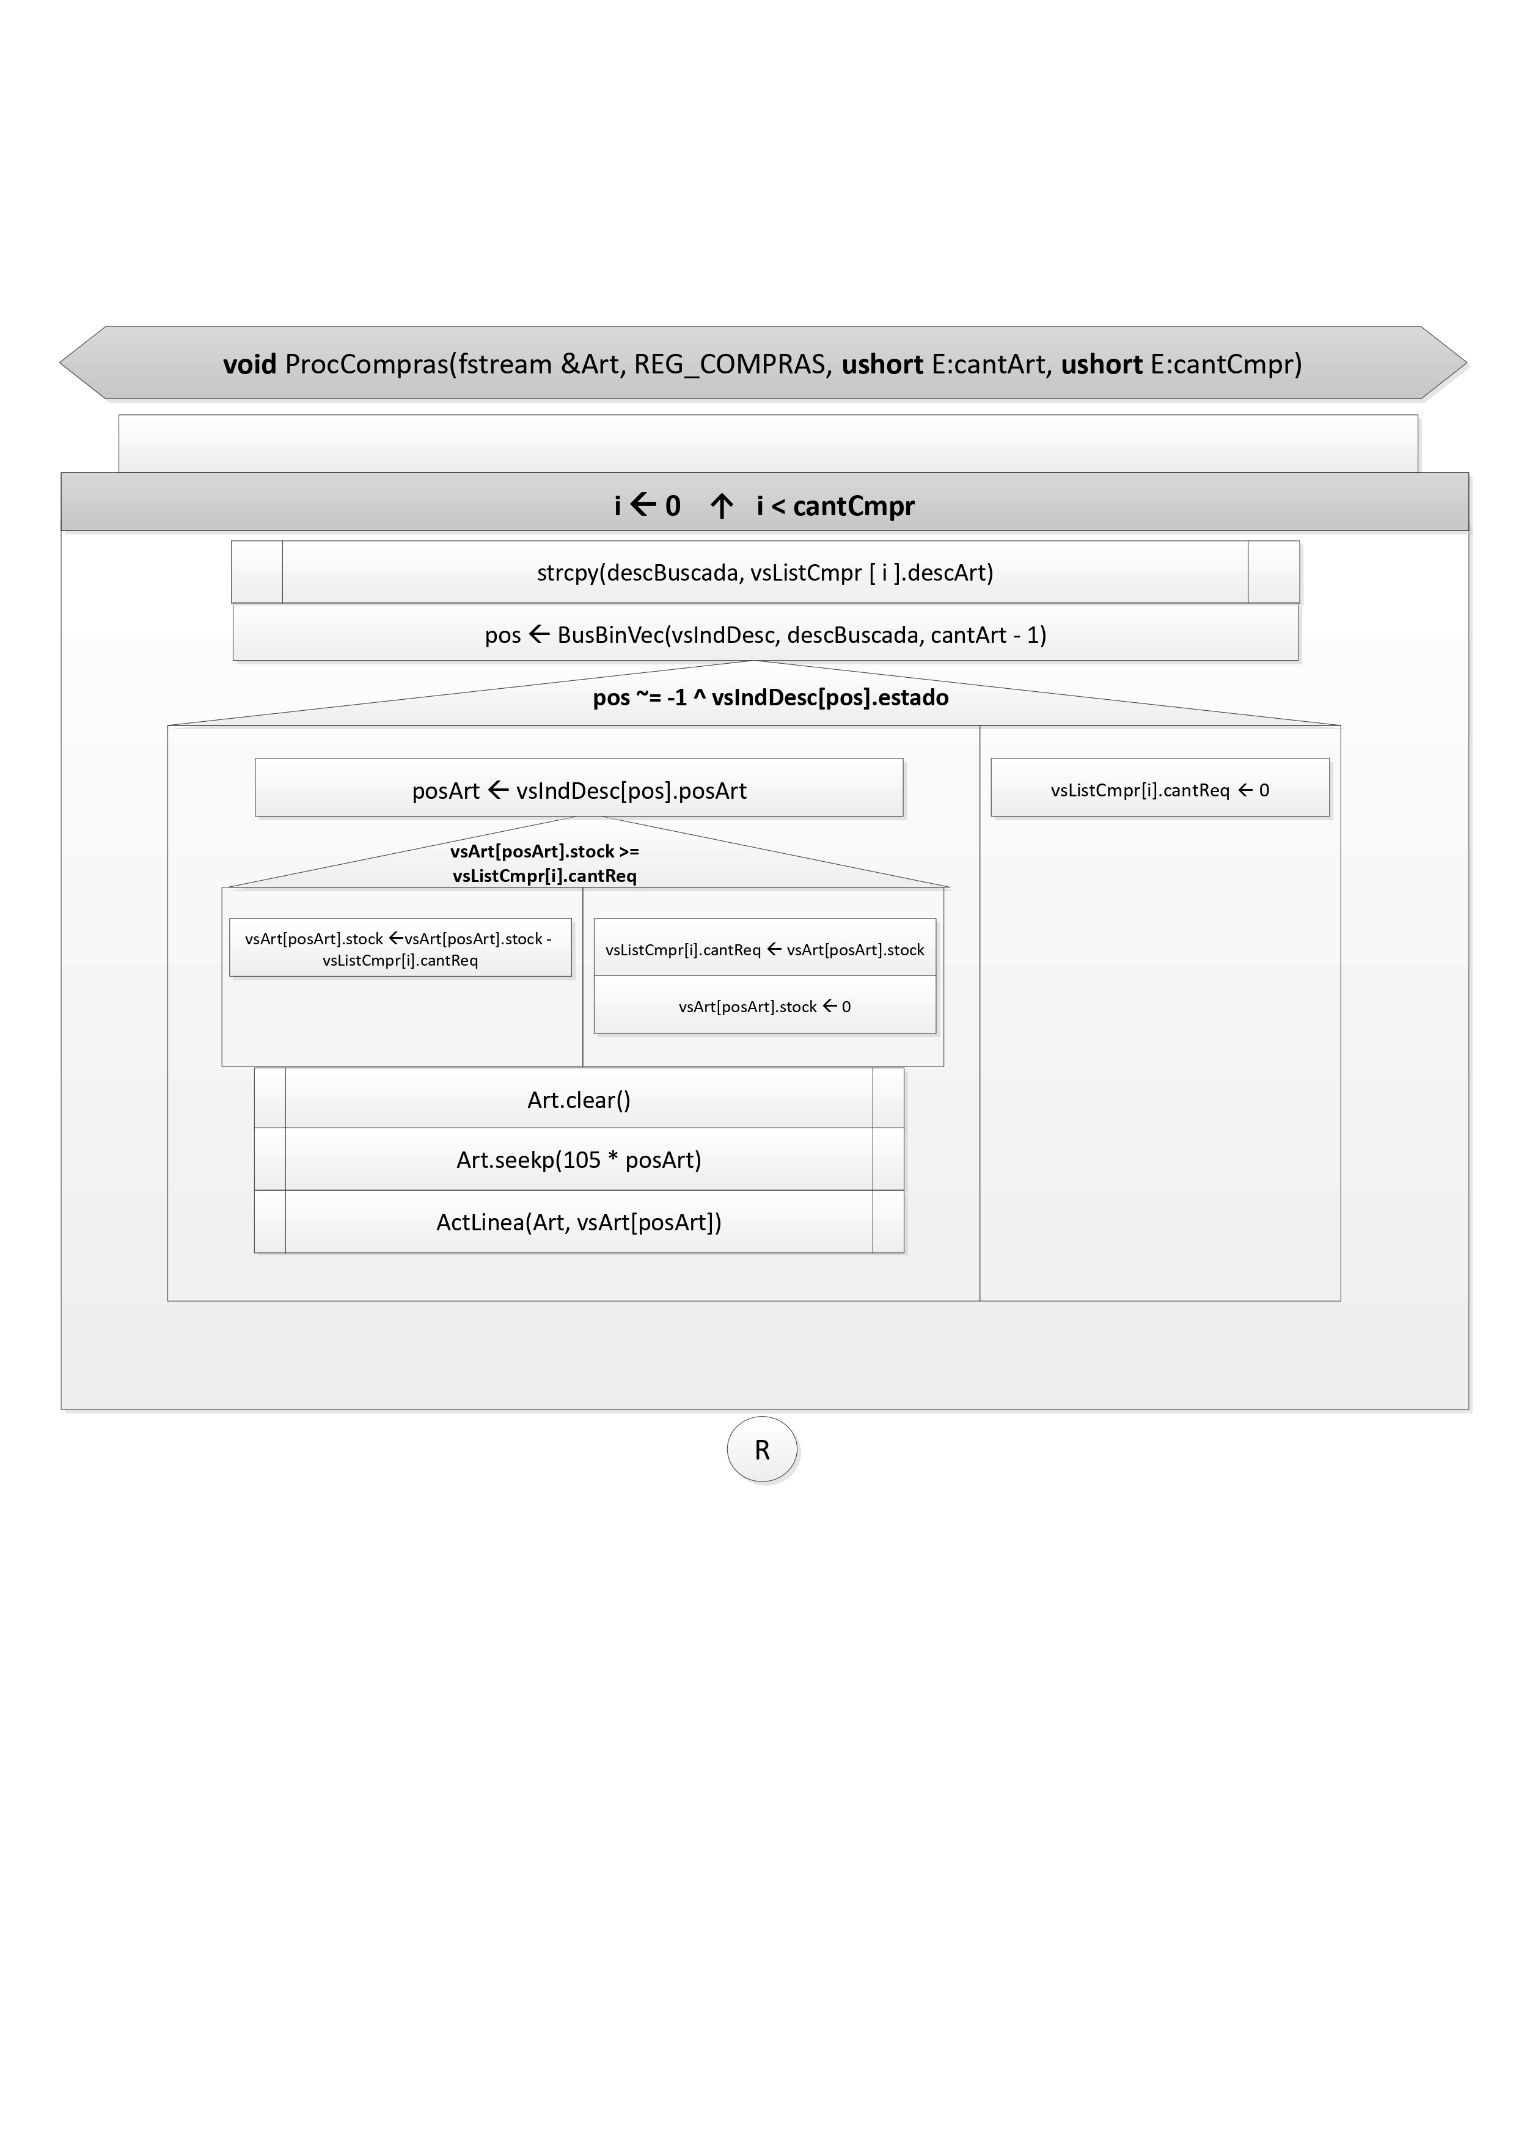 void ProcCompras(fstream &Art, REG_COMPRAS, ushort E:cantArt, ushort E:cantCmpr)
i ← 0 ↑ i < cantCmpr
strcpy(descBuscada, vsListCmpr [ i ].descArt)
pos ← BusBinVec(vsIndDesc, descBuscada, cantArt - 1)
pos ~= -1 ^ vsIndDesc[pos].estado
posArt ← vsIndDesc[pos].posArt
vsListCmpr[i].cantReq ← 0
vsArt[posArt].stock >=
vsListCmpr[i].cantReq
vsArt[posArt].stock ←vsArt[posArt].stock -
vsListCmpr[i].cantReq
vsListCmpr[i].cantReq ← vsArt[posArt].stock
vsArt[posArt].stock ← 0
Art.clear()
Art.seekp(105 * posArt)
ActLinea(Art, vsArt[posArt])
R